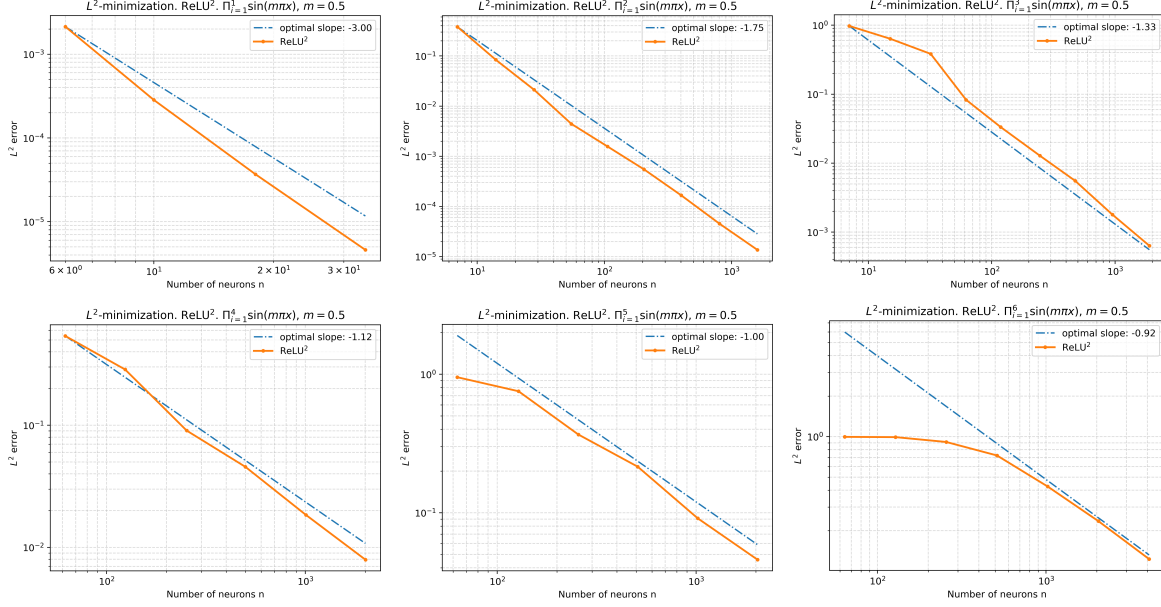 L²-minimization. ReLU². Π¹ᵢ₌₁sin(mπx), m = 0.5
optimal slope: -3.00
ReLU²
L² error
10⁻³
10⁻⁴
10⁻⁵
6 × 10⁰
10¹
2 × 10¹
3 × 10¹
Number of neurons n
L²-minimization. ReLU². Π²ᵢ₌₁sin(mπx), m = 0.5
optimal slope: -1.75
ReLU²
L² error
10⁻¹
10⁻²
10⁻³
10⁻⁴
10⁻⁵
10¹
10²
10³
Number of neurons n
L²-minimization. ReLU². Π³ᵢ₌₁sin(mπx), m = 0.5
optimal slope: -1.33
ReLU²
L² error
10⁰
10⁻¹
10⁻²
10⁻³
10¹
10²
10³
Number of neurons n
L²-minimization. ReLU². Π⁴ᵢ₌₁sin(mπx), m = 0.5
optimal slope: -1.12
ReLU²
L² error
10⁻¹
10⁻²
10²
10³
Number of neurons n
L²-minimization. ReLU². Π⁵ᵢ₌₁sin(mπx), m = 0.5
optimal slope: -1.00
ReLU²
L² error
10⁰
10⁻¹
10²
10³
Number of neurons n
L²-minimization. ReLU². Π⁶ᵢ₌₁sin(mπx), m = 0.5
optimal slope: -0.92
ReLU²
L² error
10⁰
10²
10³
Number of neurons n